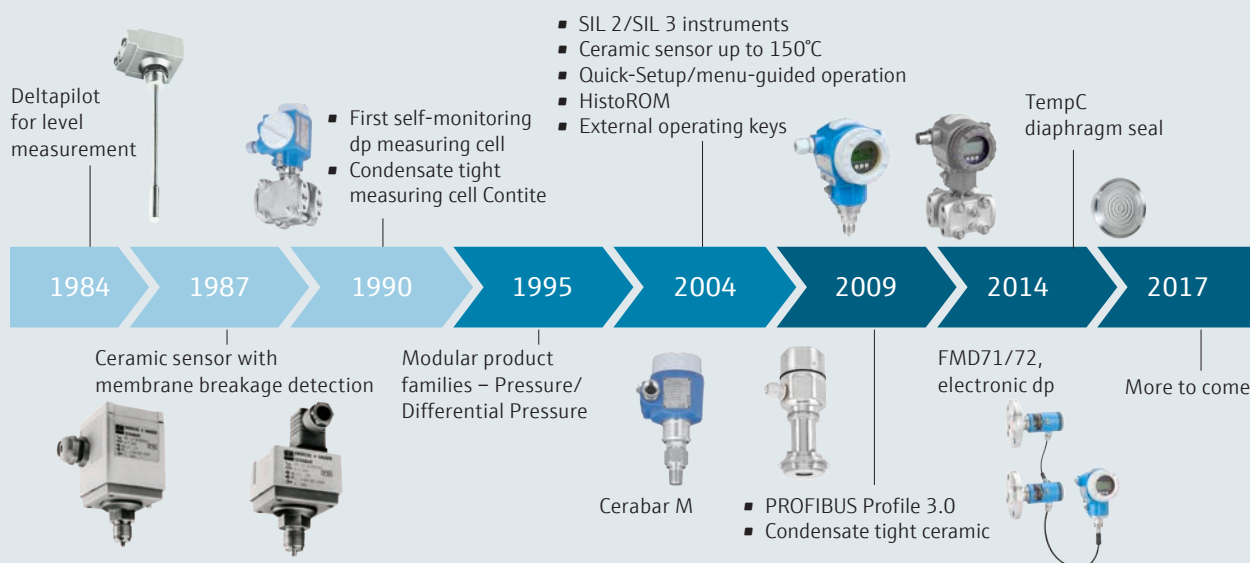 ▪ SIL 2/SIL 3 instruments
▪ Ceramic sensor up to 150°C
▪ Quick-Setup/menu-guided operation
▪ HistoROM
▪ External operating keys
Deltapilot
for level
measurement
▪ First self-monitoring
dp measuring cell
▪ Condensate tight
measuring cell Contite
TempC
diaphragm seal
1984
1987
1990
1995
2004
2009
2014
2017
Ceramic sensor with
membrane breakage detection
Modular product
families – Pressure/
Differential Pressure
Cerabar M
▪ PROFIBUS Profile 3.0
▪ Condensate tight ceramic
FMD71/72,
electronic dp
More to come